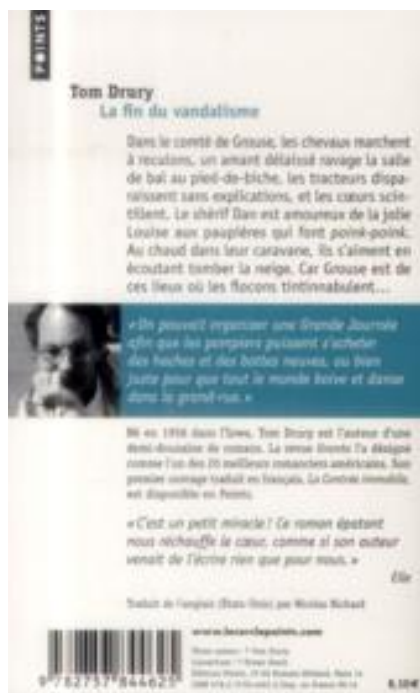 POINTS
Tom Drury
La fin du vandalisme
Dans le comté de Grouse, les chevaux marchent
à reculons, un amant délaissé ravage la salle
de bal au pied-de-biche, les tracteurs dispa-
raissent sans explications, et les cœurs scin-
tillent. Le shérif Dan est amoureux de la jolie
Louise aux paupières qui font poink-poink.
Au chaud dans leur caravane, ils s'aiment en
écoutant tomber la neige. Car Grouse est de
ces lieux où les flocons tintinnabulent...
« On pouvait organiser une Grande Journée
afin que les pompiers puissent s'acheter
des haches et des bottes neuves, ou bien
juste pour que tout le monde boive et danse
dans la grand-rue. »
Né en 1956 dans l'Iowa, Tom Drury est l'auteur d'une
demi-douzaine de romans. La revue Granta l'a désigné
comme l'un des 20 meilleurs romanciers américains. Son
premier ouvrage traduit en français, La Contrée immobile,
est disponible en Points.
« C'est un petit miracle ! Ce roman épatant
nous réchauffe le cœur, comme si son auteur
venait de l'écrire rien que pour nous. »
Elle
Traduit de l'anglais (États-Unis) par Nicolas Richard
www.lecerclepoints.com
9 782757 844625